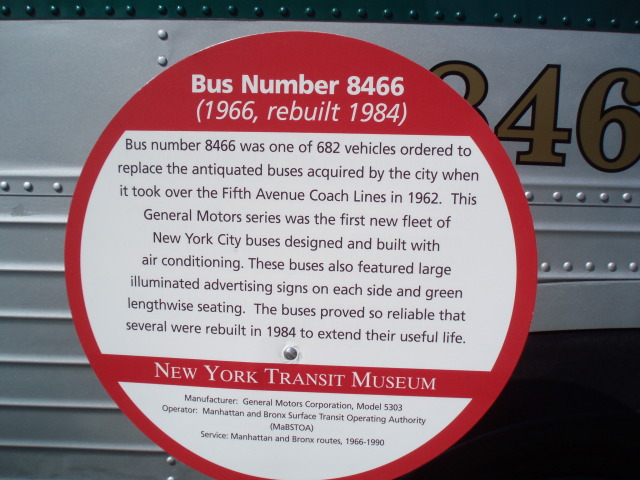 Bus Number 8466
(1966, rebuilt 1984)
Bus number 8466 was one of 682 vehicles ordered to
replace the antiquated buses acquired by the city when
it took over the Fifth Avenue Coach Lines in 1962. This
General Motors series was the first new fleet of
New York City buses designed and built with
air conditioning. These buses also featured large
illuminated advertising signs on each side and green
lengthwise seating. The buses proved so reliable that
several were rebuilt in 1984 to extend their useful life.
NEW YORK TRANSIT MUSEUM
Manufacturer: General Motors Corporation, Model 5303
Operator: Manhattan and Bronx Surface Transit Operating Authority
(MaBSTOA)
Service: Manhattan and Bronx routes, 1966-1990
846